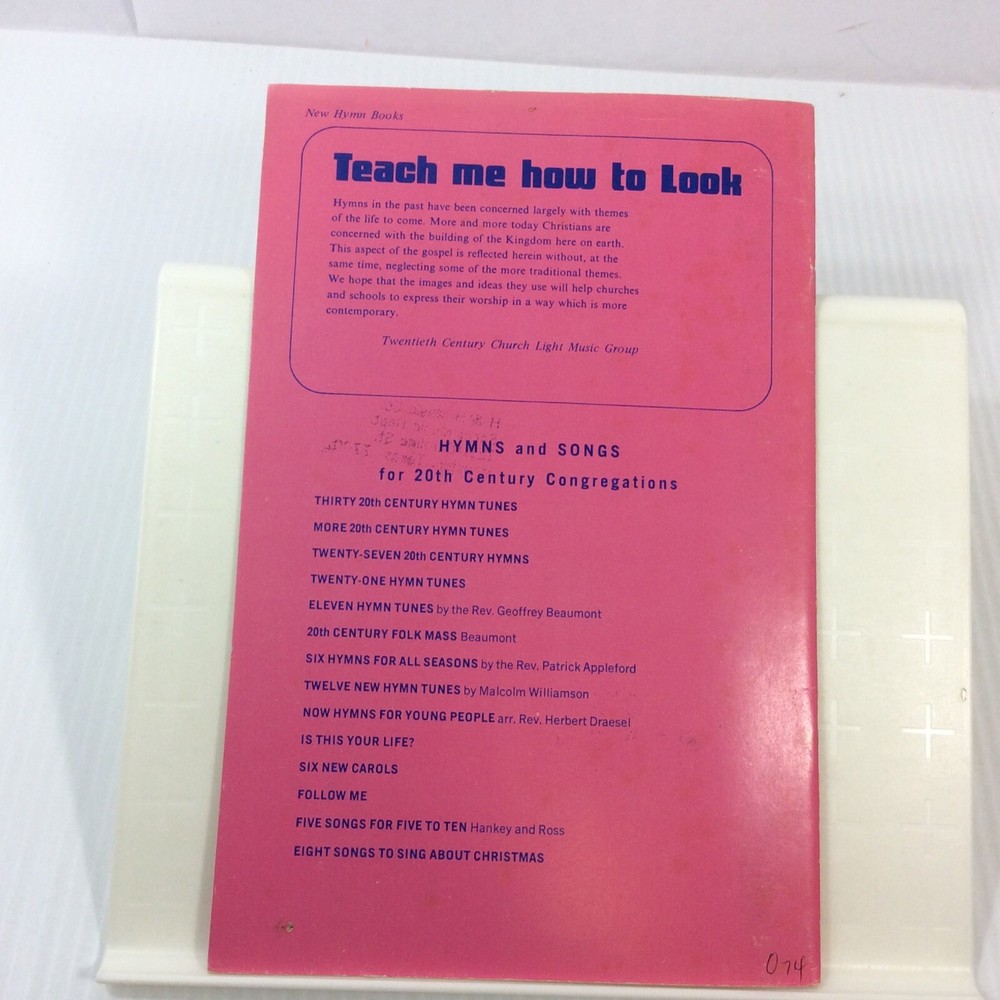 New Hymn Books
Teach me how to Look
Hymns in the past have been concerned largely with themes
of the life to come. More and more today Christians are
concerned with the building of the Kingdom here on earth.
This aspect of the gospel is reflected herein without, at the
same time, neglecting some of the more traditional themes.
We hope that the images and ideas they use will help churches
and schools to express their worship in a way which is more
contemporary.
Twentieth Century Church Light Music Group
HYMNS and SONGS
for 20th Century Congregations
THIRTY 20th CENTURY HYMN TUNES
MORE 20th CENTURY HYMN TUNES
TWENTY-SEVEN 20th CENTURY HYMNS
TWENTY-ONE HYMN TUNES
ELEVEN HYMN TUNES by the Rev. Geoffrey Beaumont
20th CENTURY FOLK MASS Beaumont
SIX HYMNS FOR ALL SEASONS by the Rev. Patrick Appleford
TWELVE NEW HYMN TUNES by Malcolm Williamson
NOW HYMNS FOR YOUNG PEOPLE arr. Rev. Herbert Draesel
IS THIS YOUR LIFE?
SIX NEW CAROLS
FOLLOW ME
FIVE SONGS FOR FIVE TO TEN Hankey and Ross
EIGHT SONGS TO SING ABOUT CHRISTMAS
074